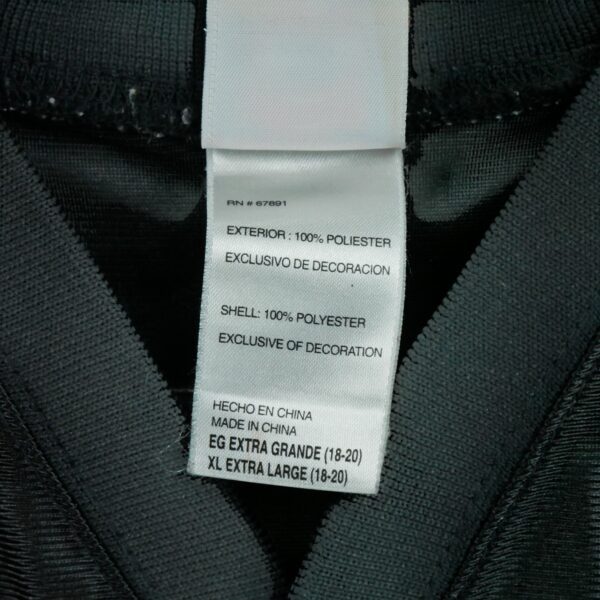 RN # 67891
EXTERIOR : 100% POLIESTER
EXCLUSIVO DE DECORACION
SHELL: 100% POLYESTER
EXCLUSIVE OF DECORATION
HECHO EN CHINA
MADE IN CHINA
EG EXTRA GRANDE (18-20)
XL EXTRA LARGE (18-20)